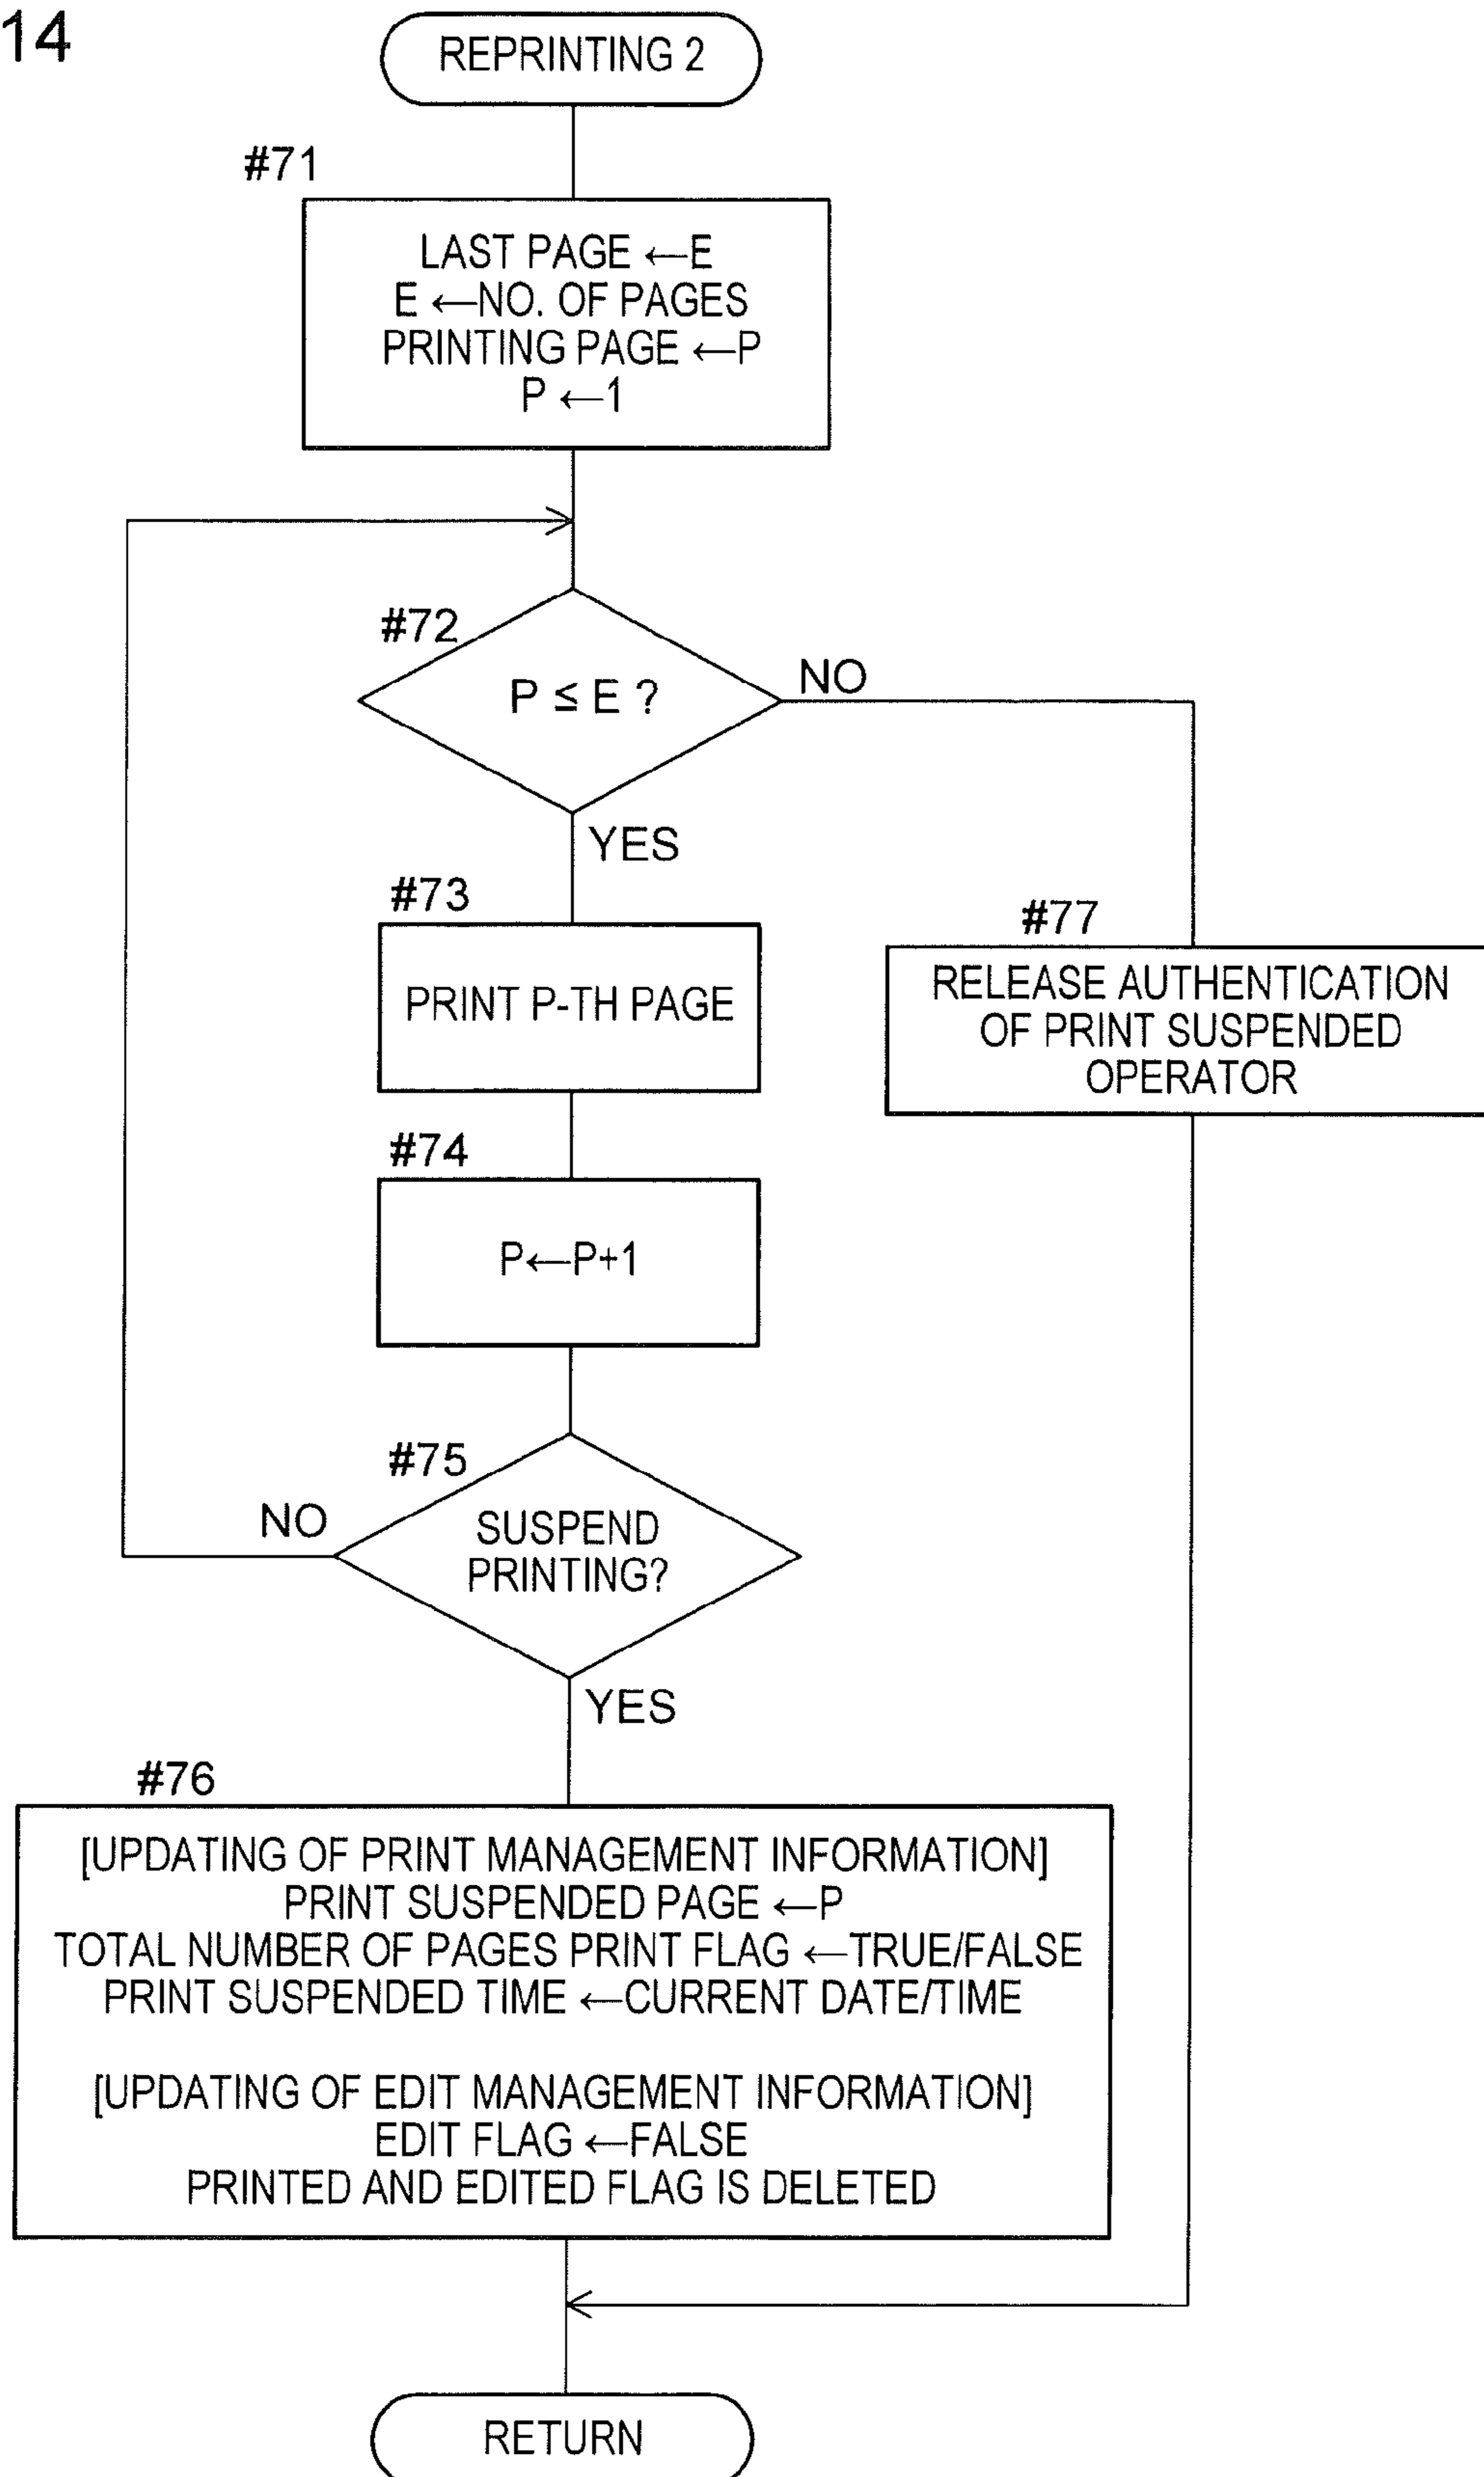 14
REPRINTING 2
#71
LAST PAGE ←E
E ←NO. OF PAGES
PRINTING PAGE ←P
P ←1
#72
P ≤ E ?
NO
YES
#73
PRINT P-TH PAGE
#77
RELEASE AUTHENTICATION
OF PRINT SUSPENDED
OPERATOR
#74
P←P+1
#75
SUSPEND
PRINTING?
NO
YES
#76
[UPDATING OF PRINT MANAGEMENT INFORMATION]
PRINT SUSPENDED PAGE ←P
TOTAL NUMBER OF PAGES PRINT FLAG ←TRUE/FALSE
PRINT SUSPENDED TIME ←CURRENT DATE/TIME
[UPDATING OF EDIT MANAGEMENT INFORMATION]
EDIT FLAG ←FALSE
PRINTED AND EDITED FLAG IS DELETED
RETURN